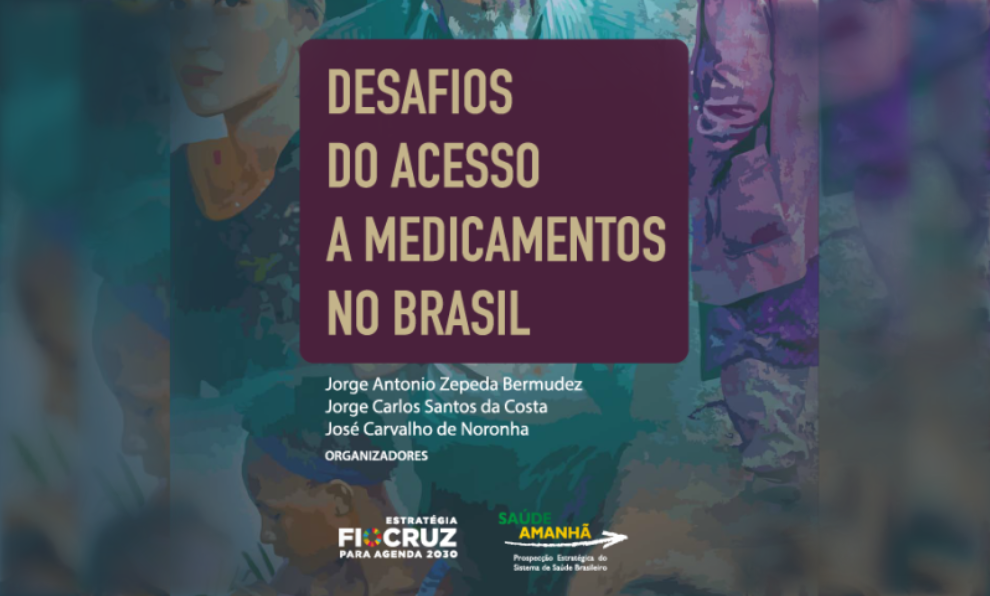 DESAFIOS
DO ACESSO
A MEDICAMENTOS
NO BRASIL
Jorge Antonio Zepeda Bermudez
Jorge Carlos Santos da Costa
José Carvalho de Noronha
ORGANIZADORES
ESTRATÉGIA
FIOCRUZ
PARA AGENDA 2030
SAÚDE
AMANHÃ
Prospecção Estratégica do
Sistema de Saúde Brasileiro